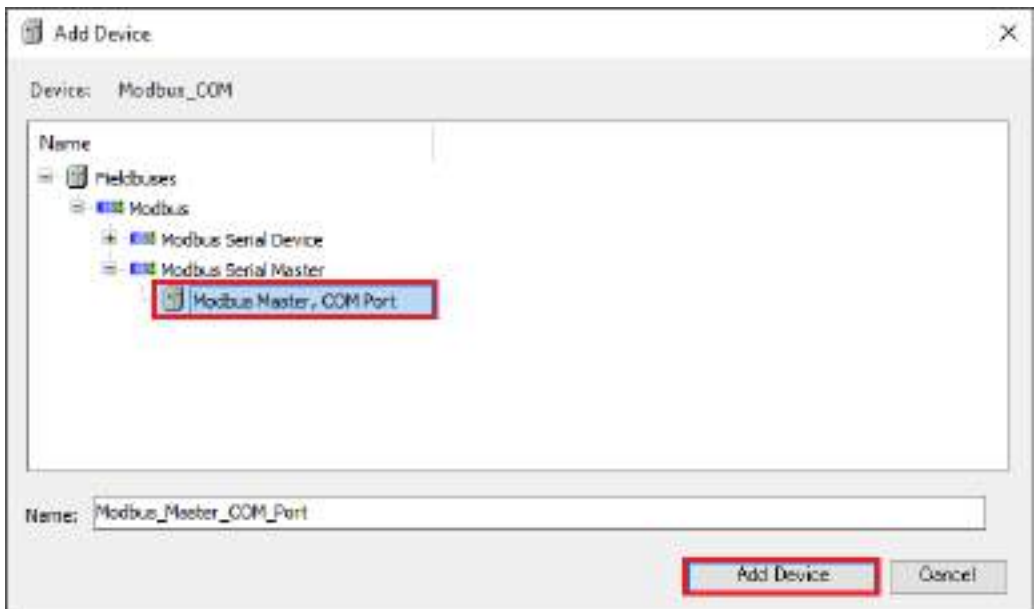 Add Device
Device: Modbus_COM
Name
Fieldbuses
Modbus
Modbus Serial Device
Modbus Serial Master
Modbus Master, COM Port
Name: Modbus_Master_COM_Port
Add Device Cancel